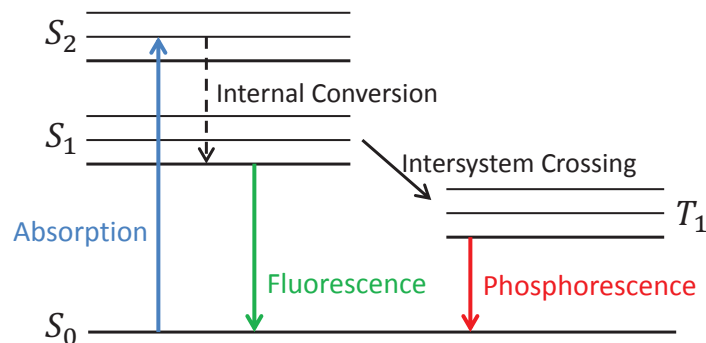 S₂
Internal Conversion
S₁
Intersystem Crossing
T₁
Absorption
Fluorescence
Phosphorescence
S₀